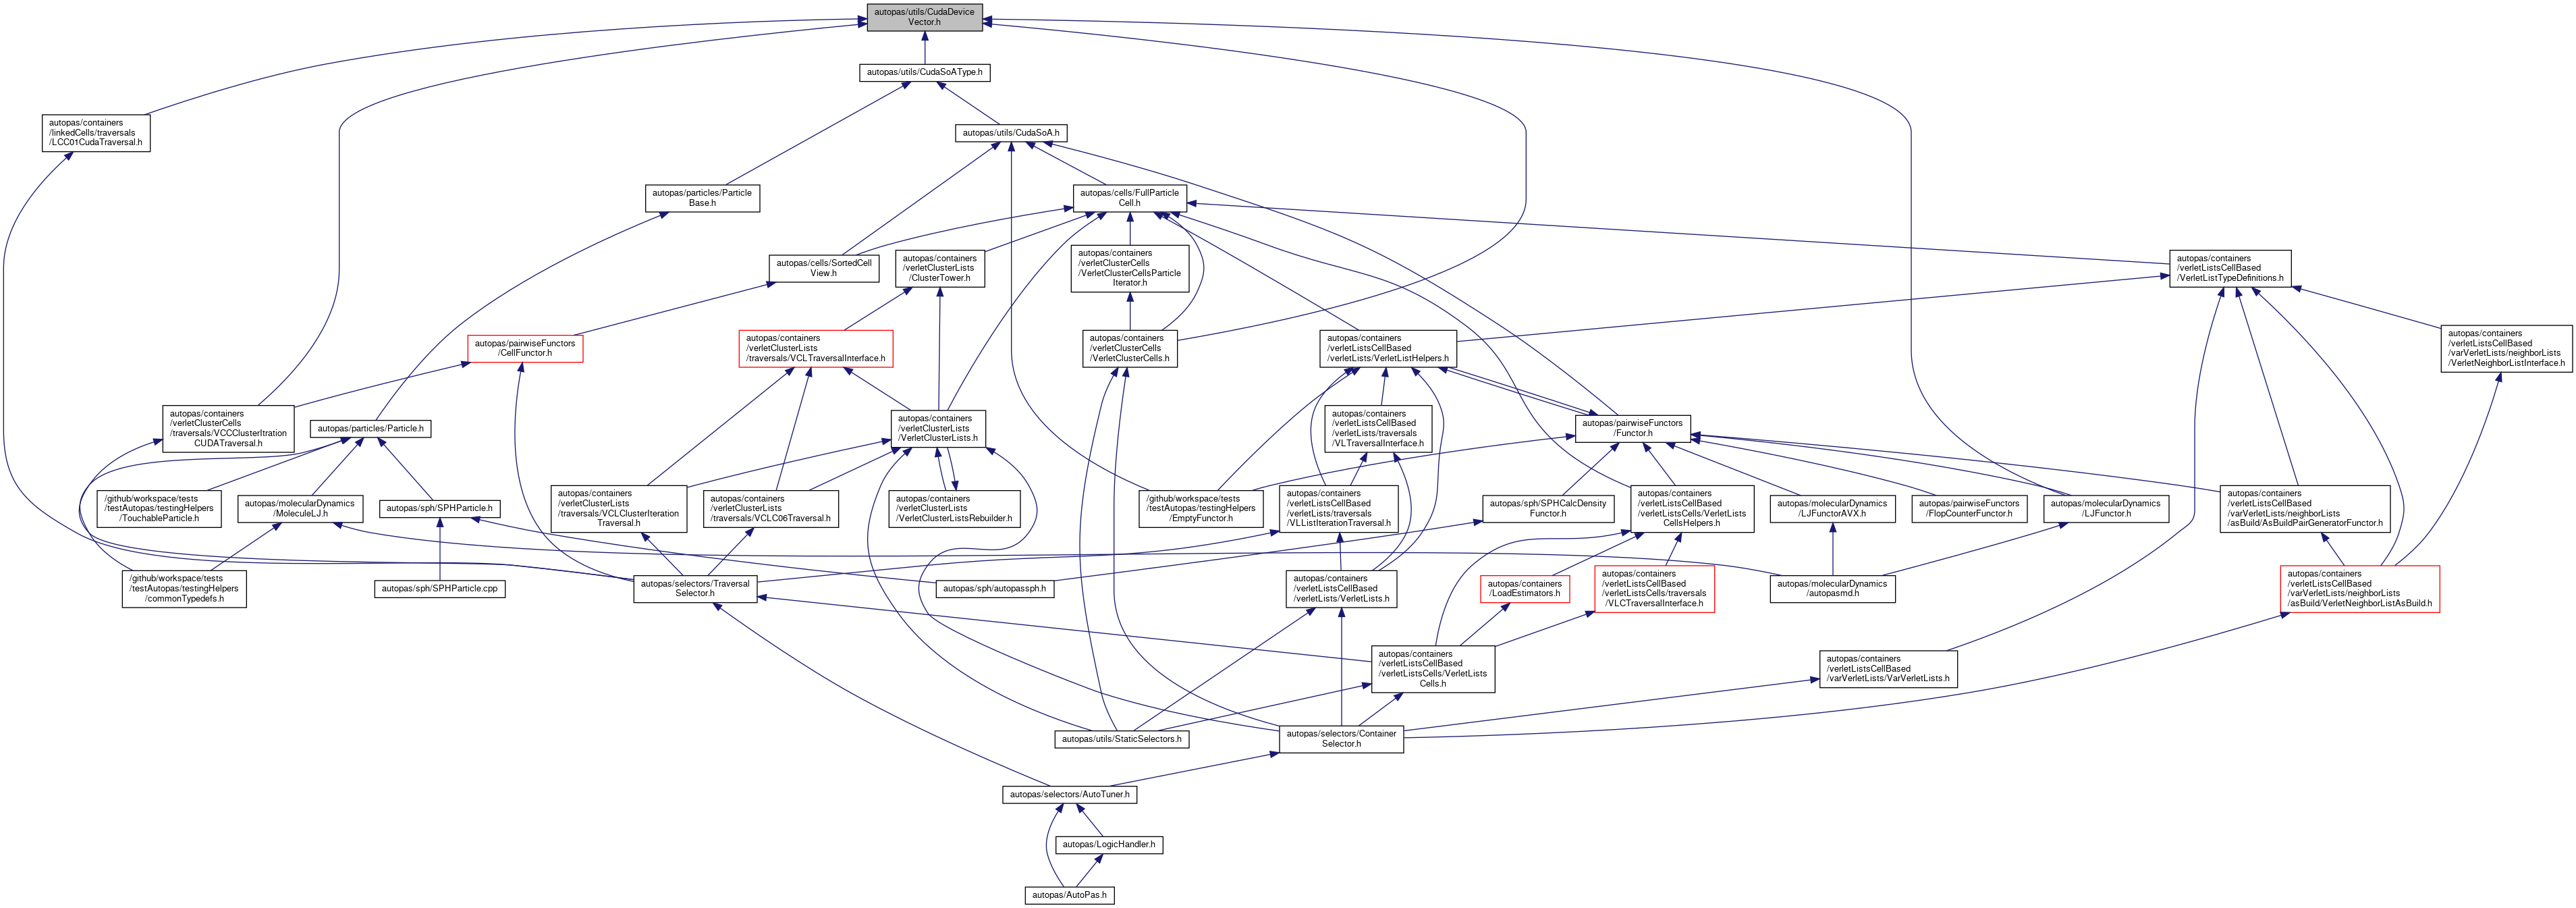 autopas/utils/CudaDevice
Vector.h
autopas/utils/CudaSoAType.h
autopas/containers
/linkedCells/traversals
/LCC01CudaTraversal.h
autopas/utils/CudaSoA.h
autopas/particles/Particle
Base.h
autopas/cells/FullParticle
Cell.h
autopas/cells/SortedCell
View.h
autopas/containers
/verletClusterLists
/ClusterTower.h
autopas/containers
/verletClusterCells
/VerletClusterCellsParticle
Iterator.h
autopas/containers
/verletListsCellBased
/VerletListTypeDefinitions.h
autopas/pairwiseFunctors
/CellFunctor.h
autopas/containers
/verletClusterLists
/traversals/VCLTraversalInterface.h
autopas/containers
/verletClusterCells
/VerletClusterCells.h
autopas/containers
/verletListsCellBased
/verletLists/VerletListHelpers.h
autopas/containers
/verletListsCellBased
/varVerletLists/neighborLists
/VerletNeighborListInterface.h
autopas/containers
/verletClusterCells
/traversals/VCCClusterItration
CUDATraversal.h
autopas/particles/Particle.h
autopas/containers
/verletClusterLists
/VerletClusterLists.h
autopas/containers
/verletListsCellBased
/verletLists/traversals
/VLTraversalInterface.h
autopas/pairwiseFunctors
/Functor.h
/github/workspace/tests
/testAutopas/testingHelpers
/TouchableParticle.h
autopas/molecularDynamics
/MoleculeLJ.h
autopas/sph/SPHParticle.h
autopas/containers
/verletClusterLists
/traversals/VCLClusterIteration
Traversal.h
autopas/containers
/verletClusterLists
/traversals/VCLC06Traversal.h
autopas/containers
/verletClusterLists
/VerletClusterListsRebuilder.h
/github/workspace/tests
/testAutopas/testingHelpers
/EmptyFunctor.h
autopas/containers
/verletListsCellBased
/verletLists/traversals
/VLListIterationTraversal.h
autopas/sph/SPHCalcDensity
Functor.h
autopas/containers
/verletListsCellBased
/verletListsCells/VerletLists
CellsHelpers.h
autopas/molecularDynamics
/LJFunctorAVX.h
autopas/pairwiseFunctors
/FlopCounterFunctor.h
autopas/molecularDynamics
/LJFunctor.h
autopas/containers
/verletListsCellBased
/varVerletLists/neighborLists
/asBuild/AsBuildPairGeneratorFunctor.h
/github/workspace/tests
/testAutopas/testingHelpers
/commonTypedefs.h
autopas/sph/SPHParticle.cpp
autopas/selectors/Traversal
Selector.h
autopas/sph/autopassph.h
autopas/containers
/verletListsCellBased
/verletLists/VerletLists.h
autopas/containers
/LoadEstimators.h
autopas/containers
/verletListsCellBased
/verletListsCells/traversals
/VLCTraversalInterface.h
autopas/molecularDynamics
/autopasmd.h
autopas/containers
/verletListsCellBased
/varVerletLists/neighborLists
/asBuild/VerletNeighborListAsBuild.h
autopas/containers
/verletListsCellBased
/verletListsCells/VerletLists
Cells.h
autopas/containers
/verletListsCellBased
/varVerletLists/VarVerletLists.h
autopas/utils/StaticSelectors.h
autopas/selectors/Container
Selector.h
autopas/selectors/AutoTuner.h
autopas/LogicHandler.h
autopas/AutoPas.h